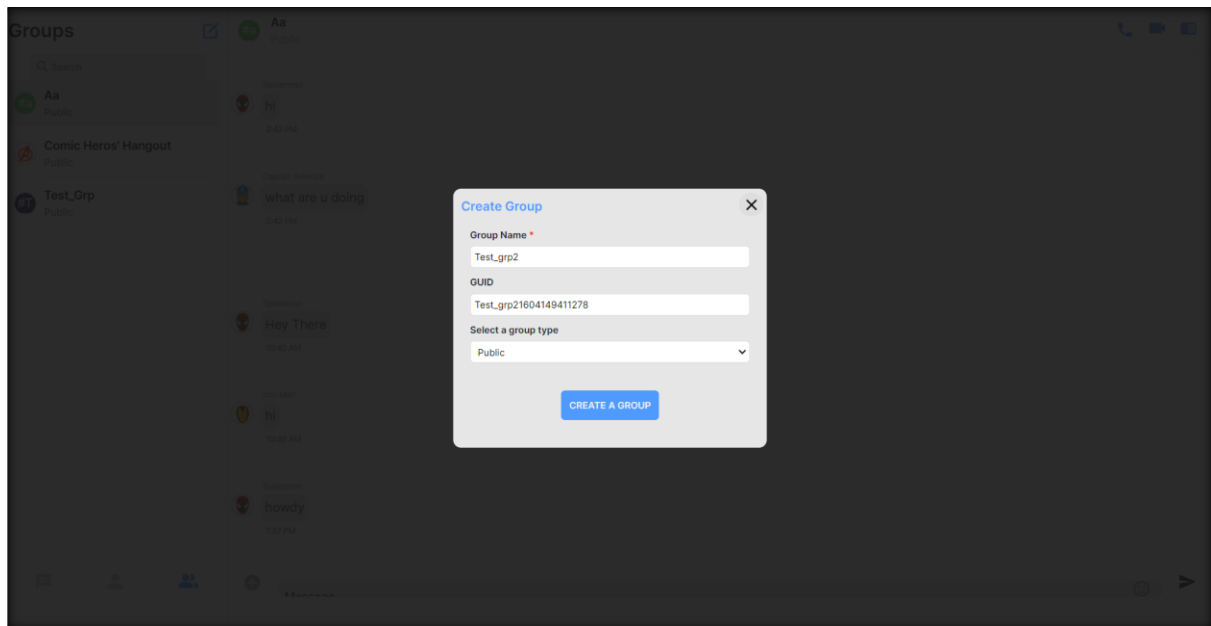 Groups
Search
Aa
Public
Comic Heros' Hangout
Public
#T
Test_Grp
Public
Aa
Public
hi
what are u doing
Hey There
hi
howdy
Message
Create Group
Group Name *
Test_grp2
GUID
Test_grp21604149411278
Select a group type
Public
CREATE A GROUP